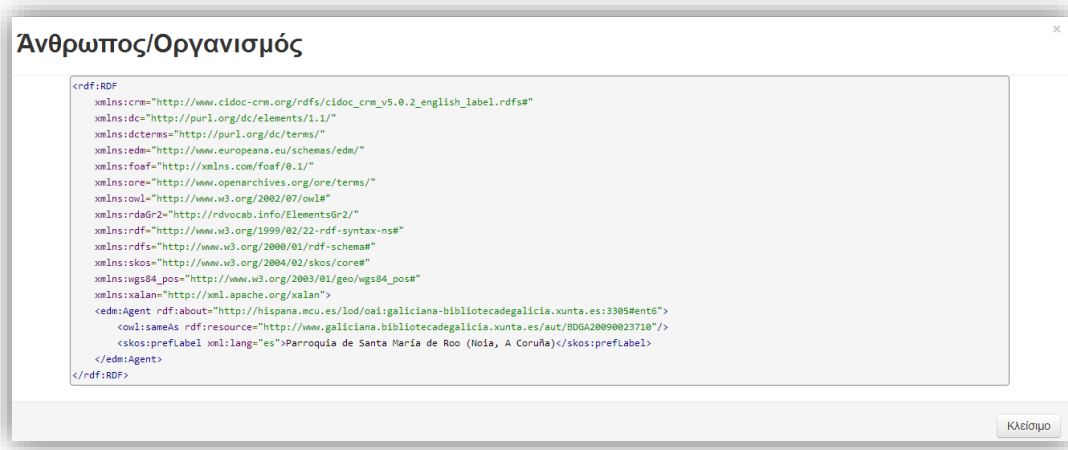 ×
Άνθρωπος/Οργανισμός
<rdf:RDF
xmlns:crm="http://www.cidoc-crm.org/rdfs/cidoc_crm_v5.0.2_english_label.rdfs#"
xmlns:dc="http://purl.org/dc/elements/1.1/"
xmlns:dcterms="http://purl.org/dc/terms/"
xmlns:edm="http://www.europeana.eu/schemas/edm/"
xmlns:foaf="http://xmlns.com/foaf/0.1/"
xmlns:ore="http://www.openarchives.org/ore/terms/"
xmlns:owl="http://www.w3.org/2002/07/owl#"
xmlns:rdaGr2="http://rdvocab.info/ElementsGr2/"
xmlns:rdf="http://www.w3.org/1999/02/22-rdf-syntax-ns#"
xmlns:rdfs="http://www.w3.org/2000/01/rdf-schema#"
xmlns:skos="http://www.w3.org/2004/02/skos/core#"
xmlns:wgs84_pos="http://www.w3.org/2003/01/geo/wgs84_pos#"
xmlns:xalan="http://xml.apache.org/xalan">
<edm:Agent rdf:about="http://hispana.mcu.es/lod/oai:galiciana-bibliotecadegalicia.xunta.es:3305#ent6">
<owl:sameAs rdf:resource="http://www.galiciana.bibliotecadegalicia.xunta.es/aut/BDGA20090023710"/>
<skos:prefLabel xml:lang="es">Parroquia de Santa María de Roo (Noia, A Coruña)</skos:prefLabel>
</edm:Agent>
</rdf:RDF>
Κλείσιμο